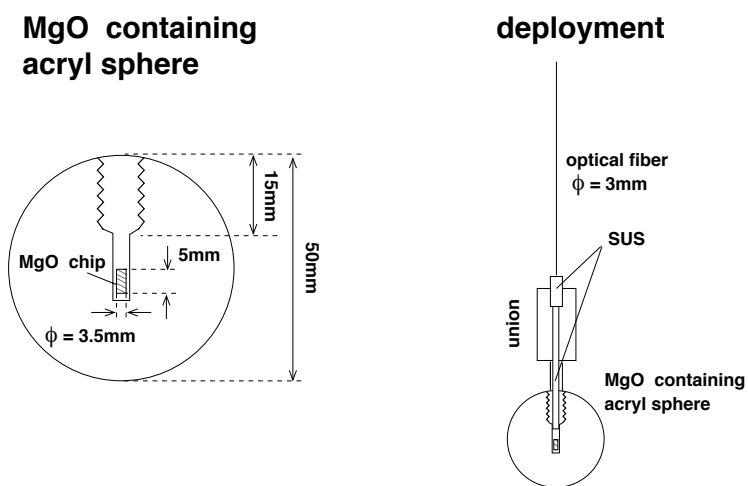 MgO containing
acryl sphere
15mm
50mm
MgO chip
5mm
ϕ = 3.5mm
deployment
optical fiber
ϕ = 3mm
SUS
union
MgO containing
acryl sphere